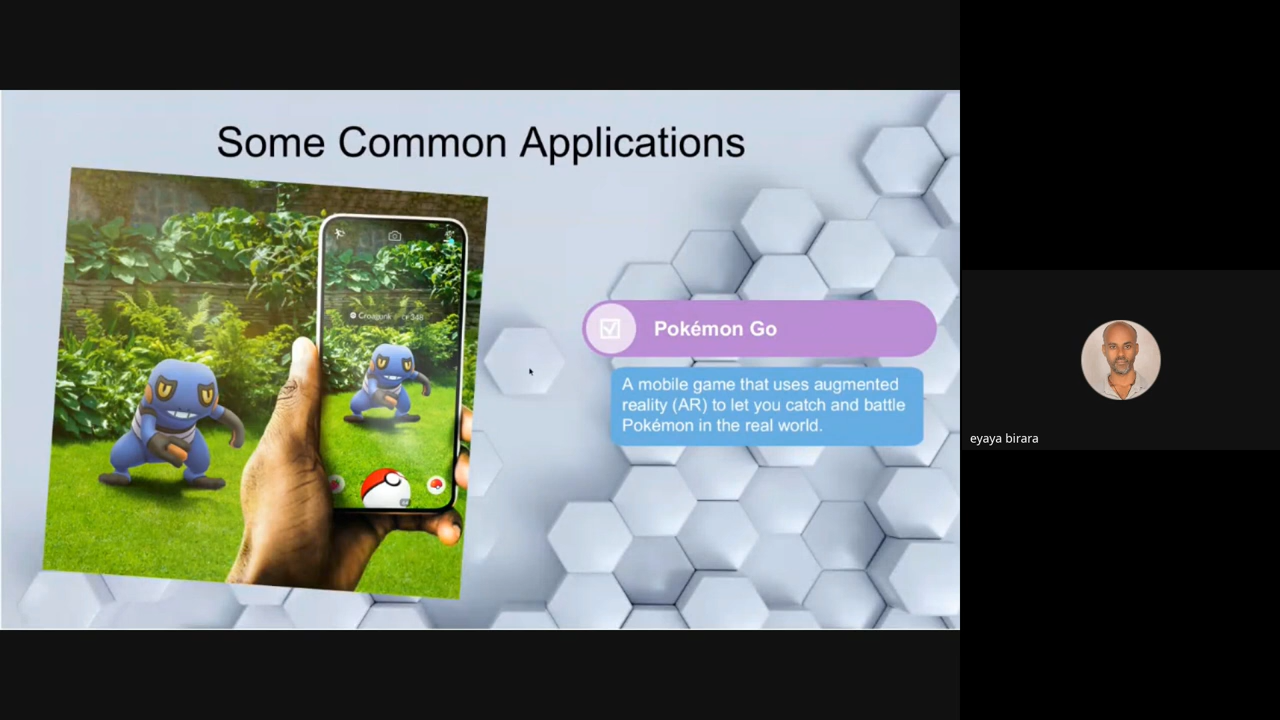 Some Common Applications
Croagunk
Pokémon Go
A mobile game that uses augmented
reality (AR) to let you catch and battle
Pokémon in the real world.
eyaya birara